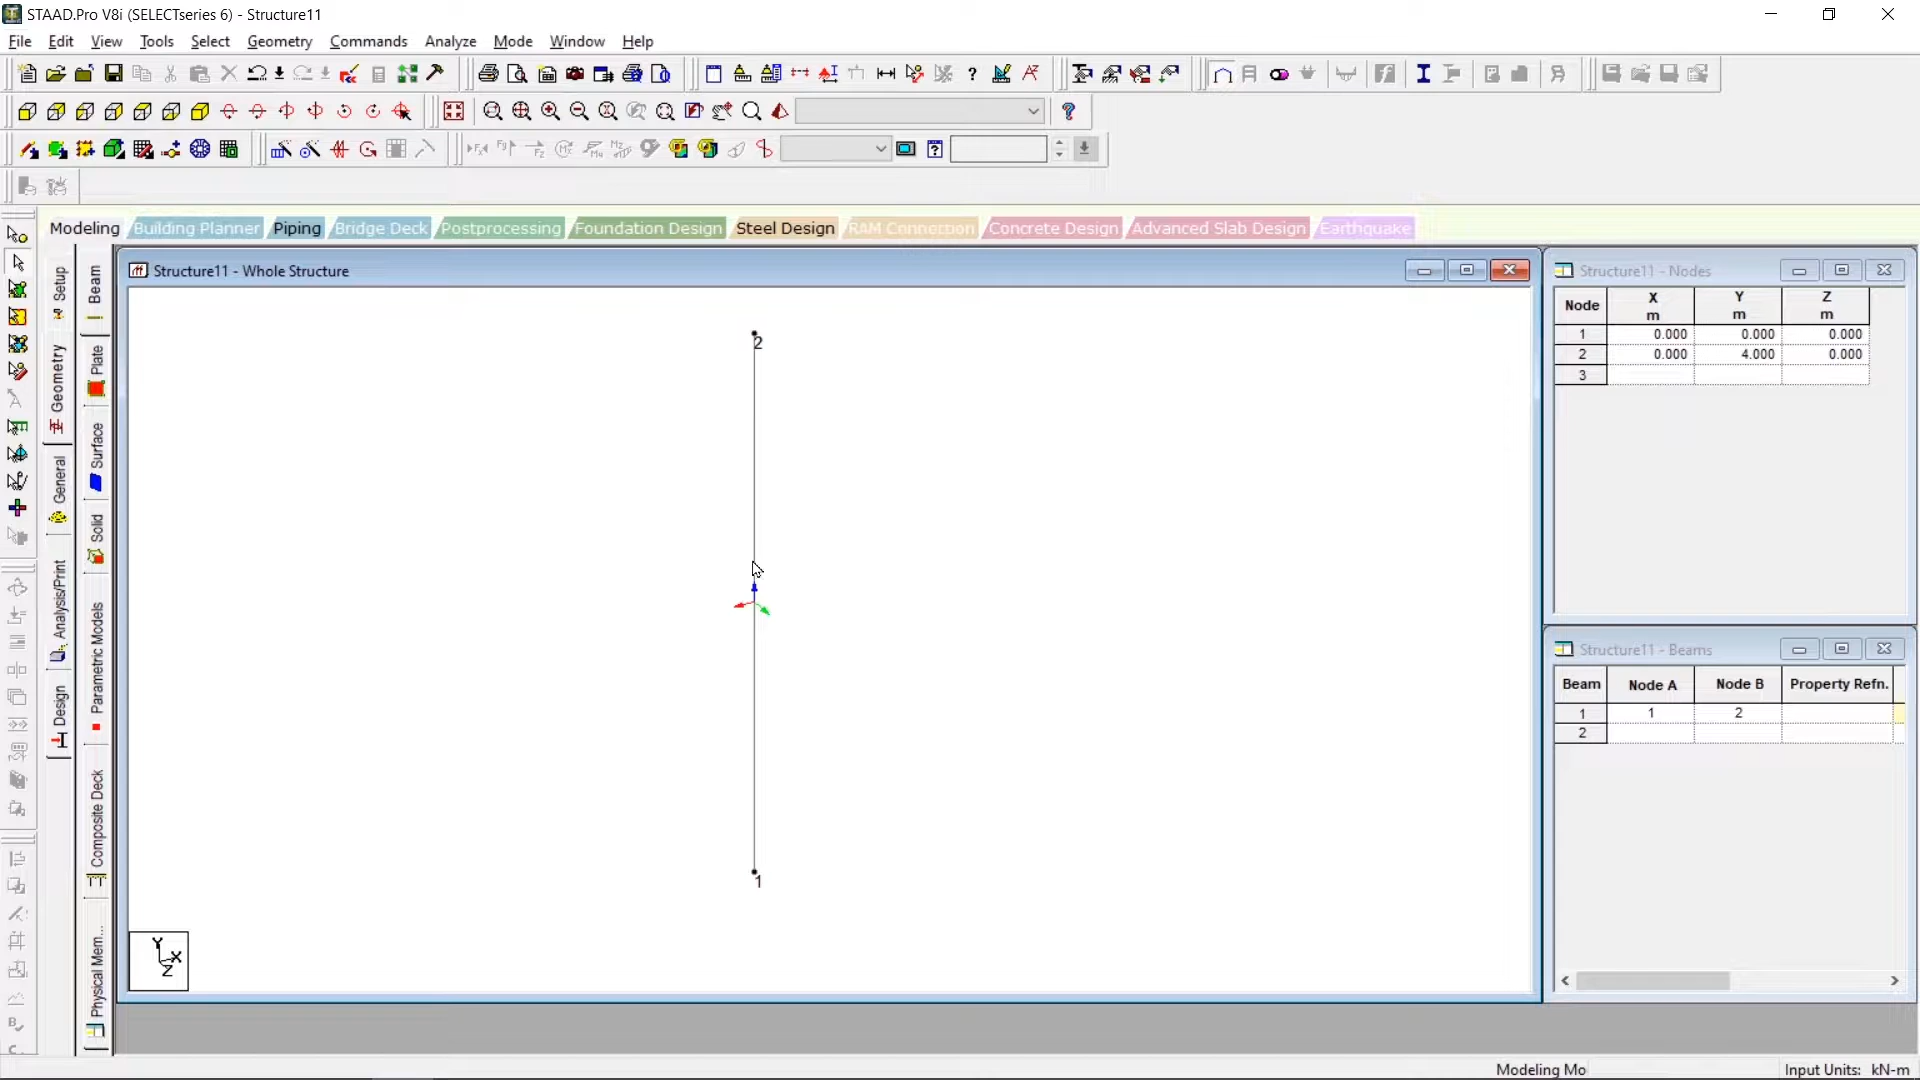 STAAD.Pro V8i (SELECTseries 6) - Structure11
File Edit View Tools Select Geometry Commands Analyze Mode Window Help
Modeling Building Planner Piping Bridge Deck Postprocessing Foundation Design Steel Design RAM Connection Concrete Design Advanced Slab Design Earthquake
Setup
Geometry
General
Analysis/Print
Design
Beam
Plate
Surface
Solid
Parametric Models
Composite Deck
Physical Mem...
Structure11 - Whole Structure
2
1
Y
X
Z
Structure11 - Nodes
Node X m Y m Z m
1 0.000 0.000 0.000
2 0.000 4.000 0.000
3
Structure11 - Beams
Beam Node A Node B Property Refn.
1 1 2
2
Modeling Mo Input Units: kN-m